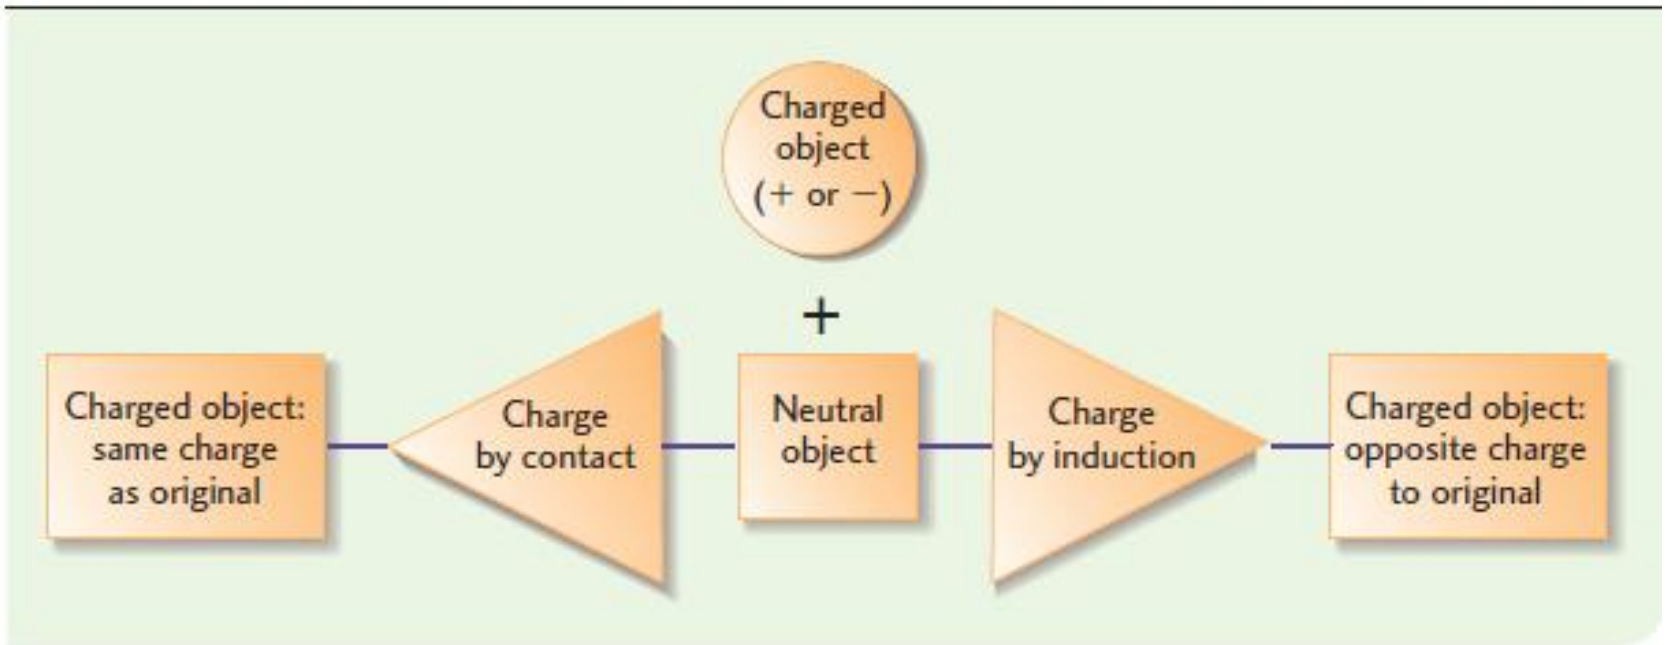 Charged
object
(+ or −)
+
Charged object:
same charge
as original
Charge
by contact
Neutral
object
Charge
by induction
Charged object:
opposite charge
to original